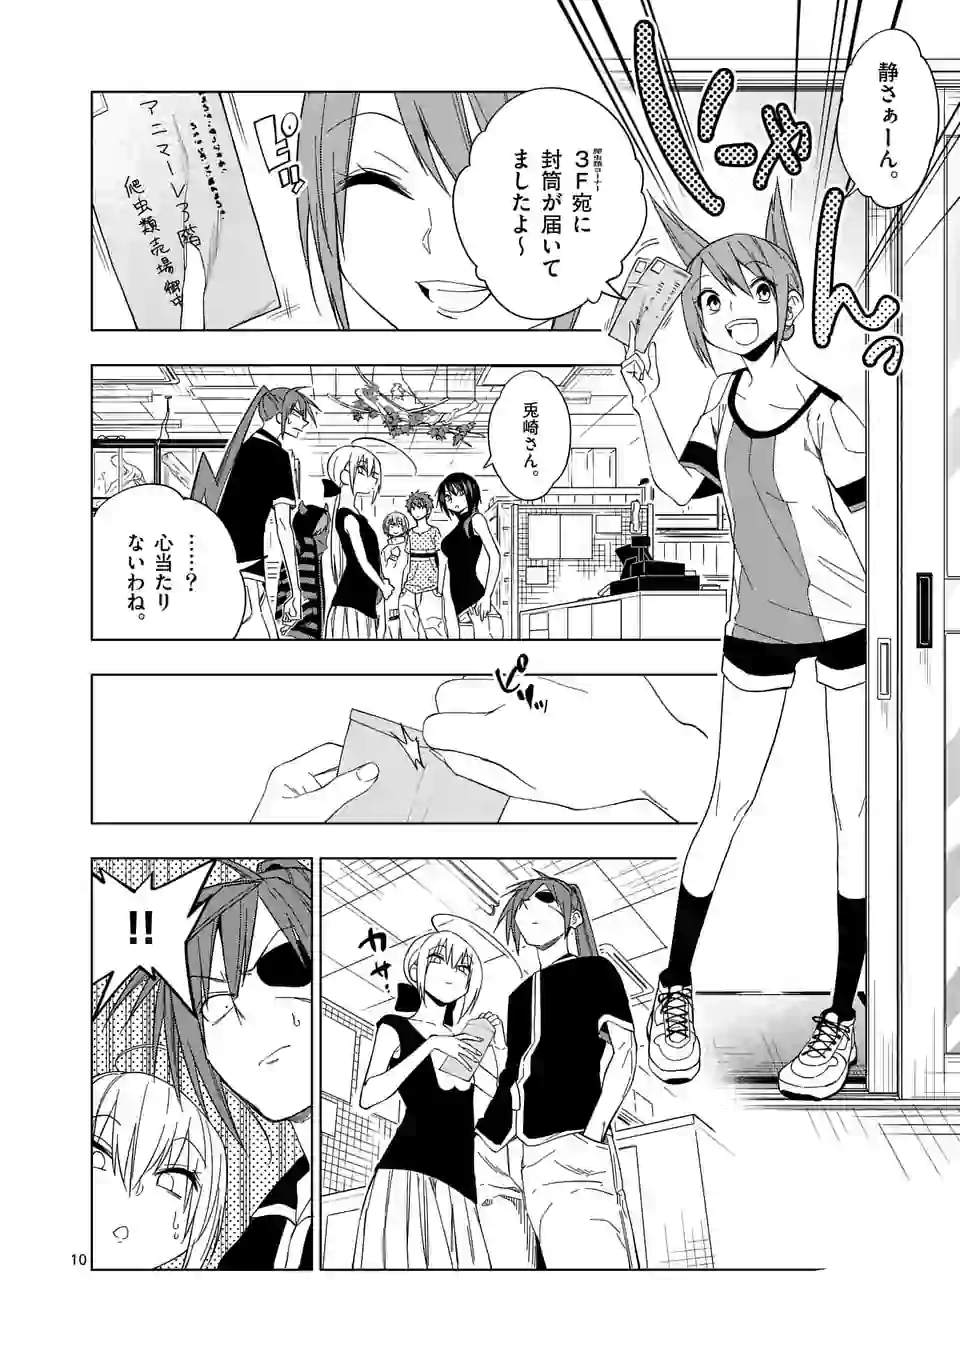 静さぁーん。
じゃーん
爬虫類コーナー
3F宛に
封筒が届いて
ましたよ～
ピッ
アニマーレ3階
爬虫類売場 御中
兎崎さん。
………?
心当たり
ないわね。
ピリッ
カサ…
!!
10